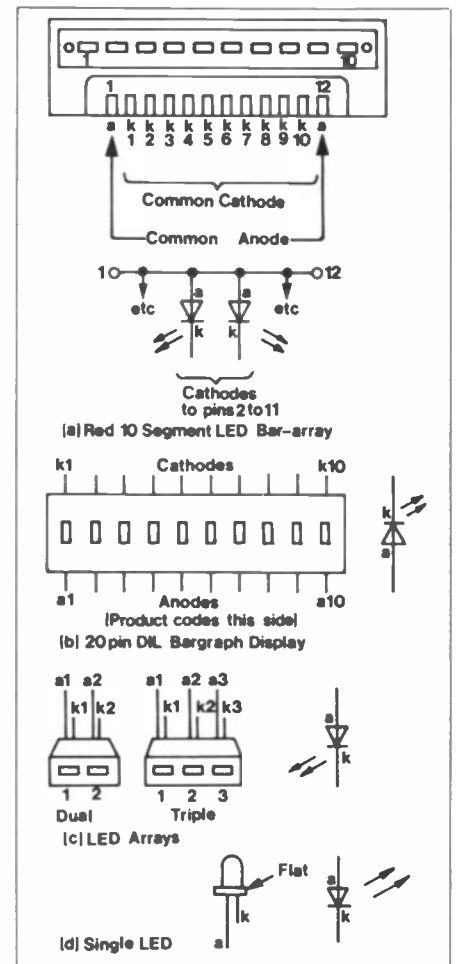 1 10
1 12
a k k k k k k k k k k a
1 2 3 4 5 6 7 8 9 10
Common Cathode
Common Anode
1 12
a a
etc etc
k k
Cathodes
to pins 2 to 11
(a) Red 10 Segment LED Bar-array
k1 Cathodes k10
k
a
a1 Anodes a10
(Product codes this side)
(b) 20 pin DIL Bargraph Display
a1 a2 a1 a2 a3
k1 k2 k1 k2 k3
a
k
1 2 1 2 3
Dual Triple
(c) LED Arrays
Flat
a
k k
a
(d) Single LED